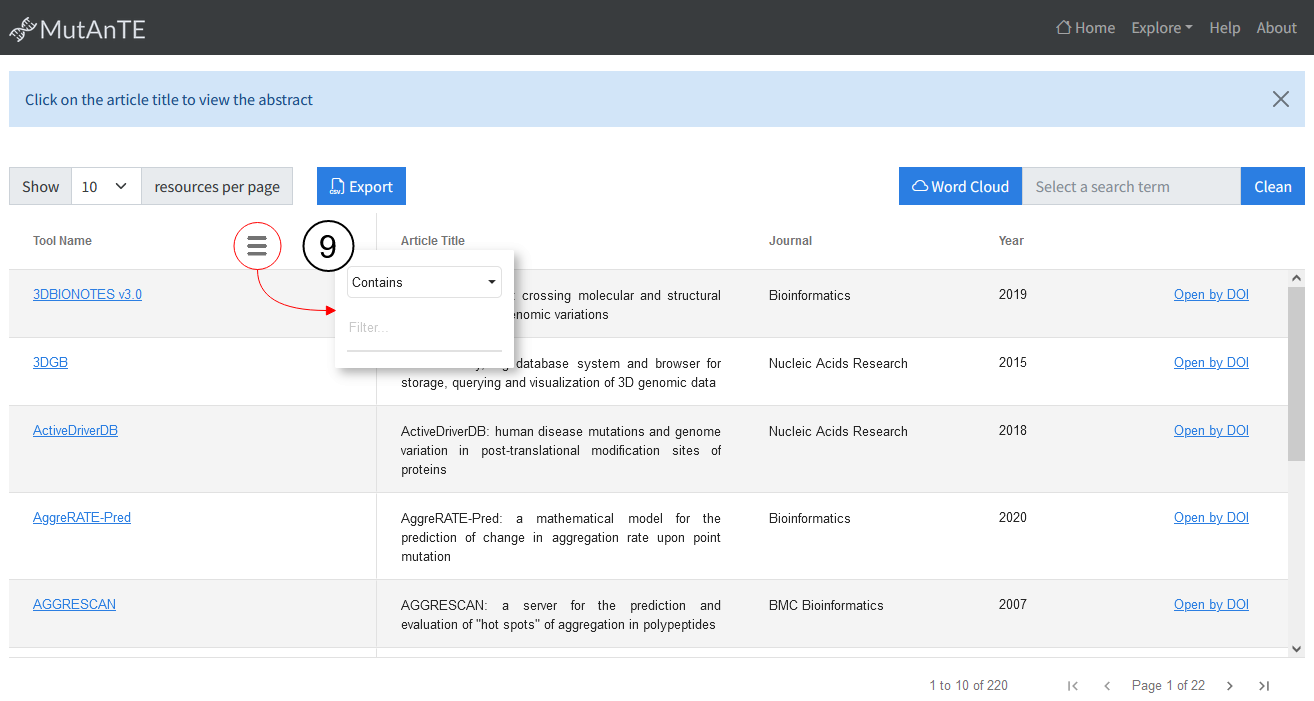 MutAnTE
Home Explore Help About
Click on the article title to view the abstract
Show 10 resources per page Export Word Cloud Select a search term Clean
Tool Name 9 Article Title Journal Year
Contains
Filter...
3DBIONOTES v3.0 : crossing molecular and structural Bioinformatics 2019 Open by DOI
enomic variations
3DGB database system and browser for Nucleic Acids Research 2015 Open by DOI
storage, querying and visualization of 3D genomic data
ActiveDriverDB ActiveDriverDB: human disease mutations and genome Nucleic Acids Research 2018 Open by DOI
variation in post-translational modification sites of
proteins
AggreRATE-Pred AggreRATE-Pred: a mathematical model for the Bioinformatics 2020 Open by DOI
prediction of change in aggregation rate upon point
mutation
AGGRESCAN AGGRESCAN: a server for the prediction and BMC Bioinformatics 2007 Open by DOI
evaluation of "hot spots" of aggregation in polypeptides
1 to 10 of 220 Page 1 of 22